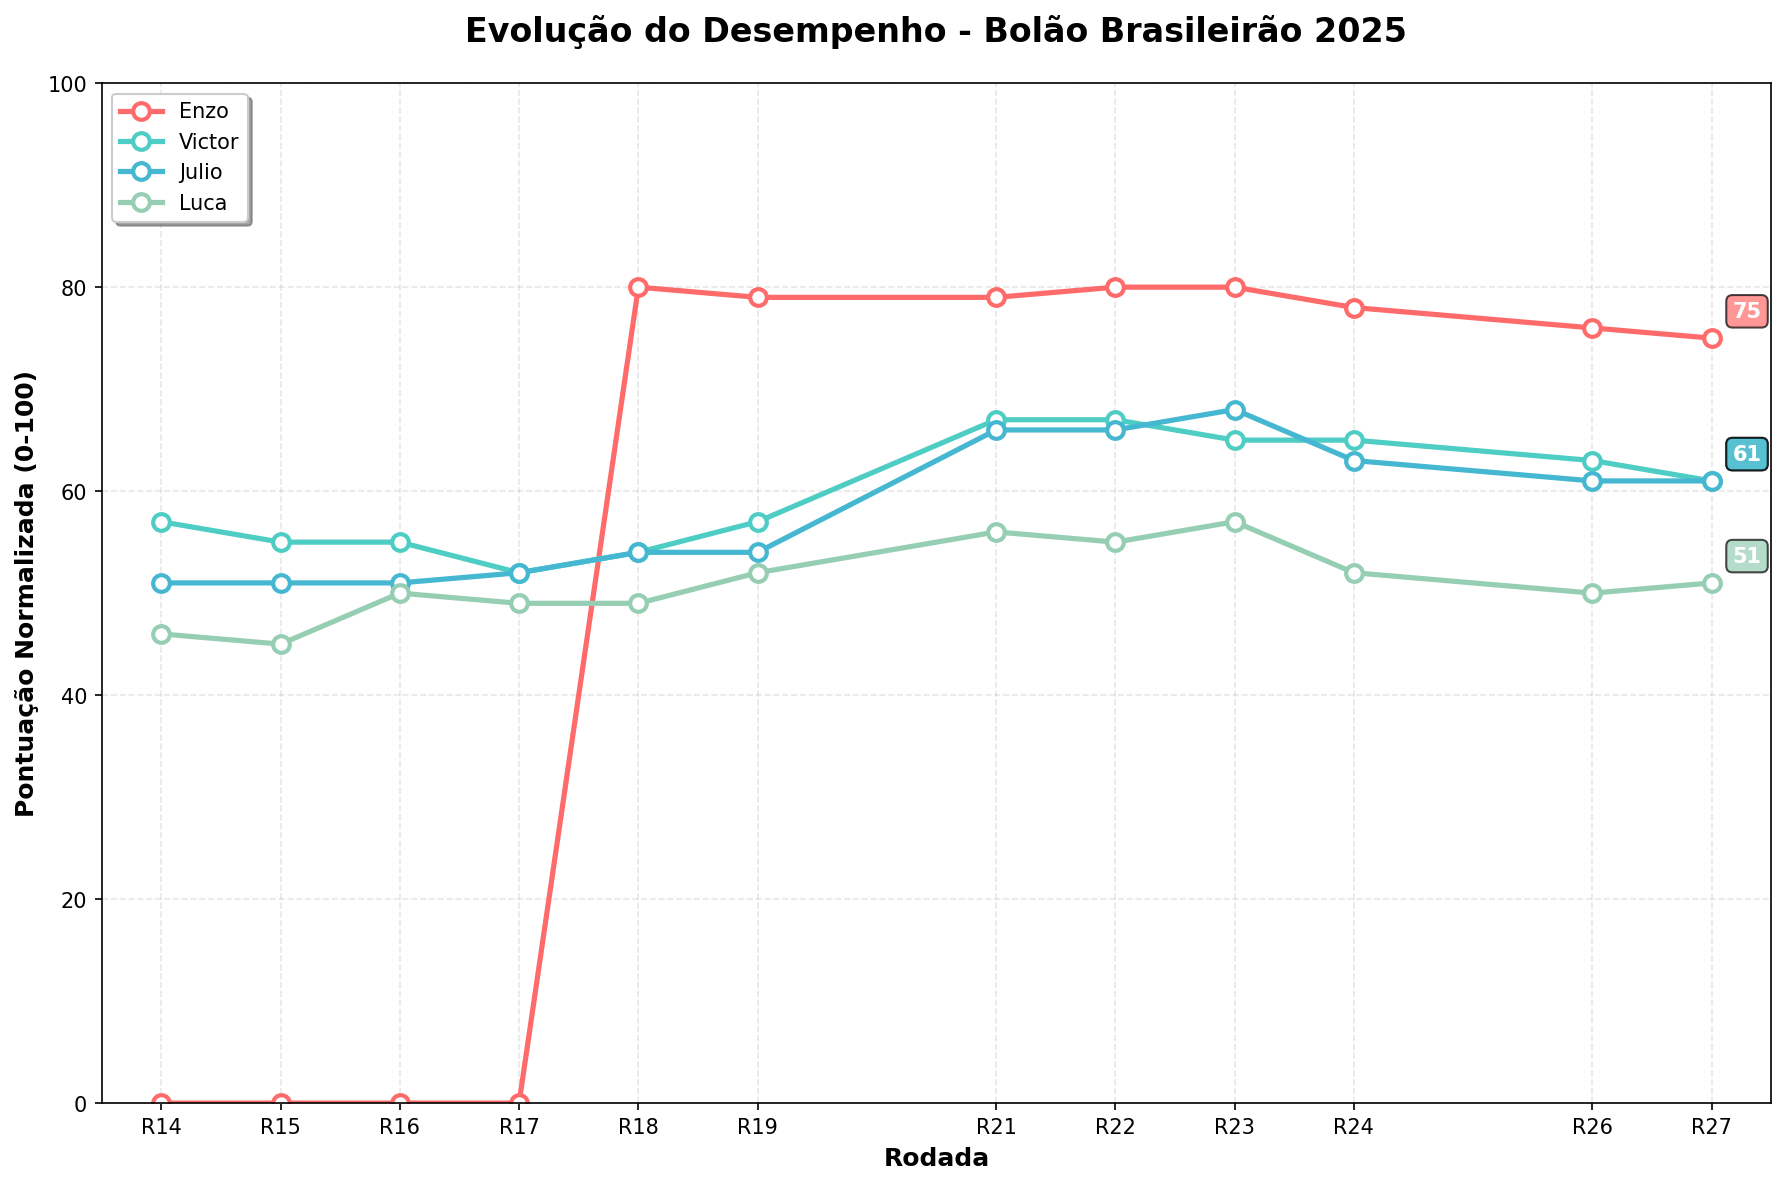 Evolução do Desempenho - Bolão Brasileirão 2025
Pontuação Normalizada (0-100)
100
80
60
40
20
0
Enzo
Victor
Julio
Luca
75
61
51
R14 R15 R16 R17 R18 R19 R21 R22 R23 R24 R26 R27
Rodada